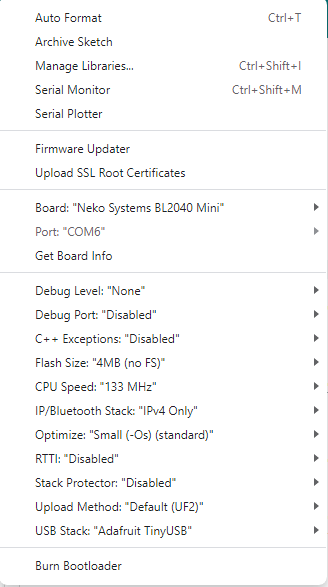 Auto Format Ctrl+T
Archive Sketch
Manage Libraries... Ctrl+Shift+I
Serial Monitor Ctrl+Shift+M
Serial Plotter
Firmware Updater
Upload SSL Root Certificates
Board: "Neko Systems BL2040 Mini"
Port: "COM6"
Get Board Info
Debug Level: "None"
Debug Port: "Disabled"
C++ Exceptions: "Disabled"
Flash Size: "4MB (no FS)"
CPU Speed: "133 MHz"
IP/Bluetooth Stack: "IPv4 Only"
Optimize: "Small (-Os) (standard)"
RTTI: "Disabled"
Stack Protector: "Disabled"
Upload Method: "Default (UF2)"
USB Stack: "Adafruit TinyUSB"
Burn Bootloader